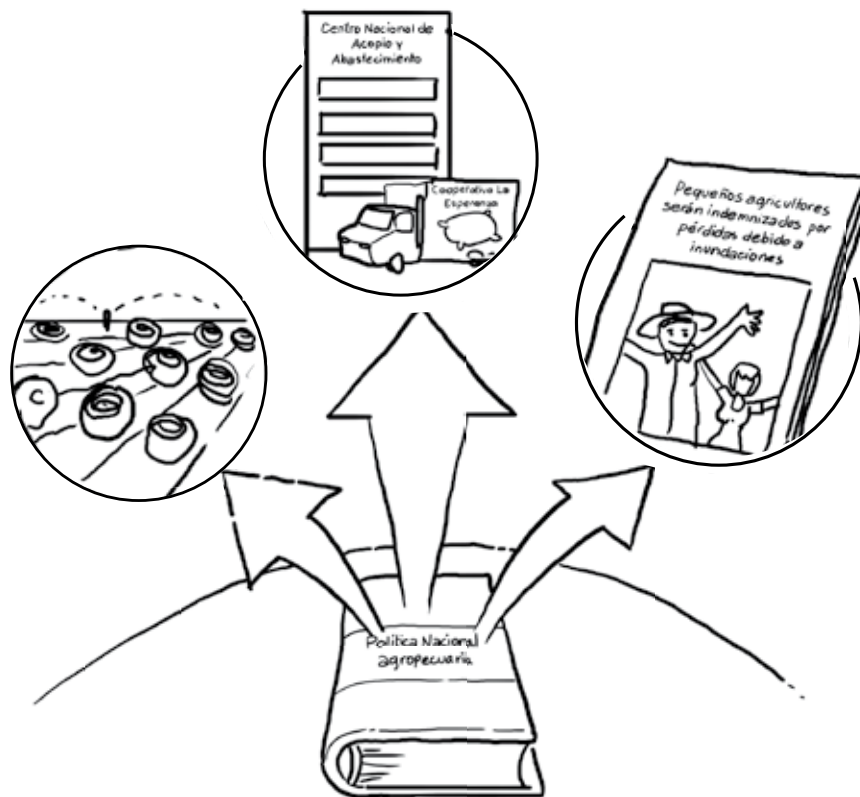 Centro Nacional de
Acopio y
Abastecimiento
Cooperativa La
Esperanza
Pequeños agricultores
serán indemnizados por
pérdidas debido a
inundaciones
C
Política Nacional
agropecuaria